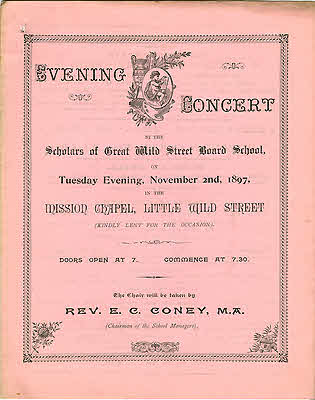 EVENING
CONCERT
BY THE
Scholars of Great Wild Street Board School,
ON
Tuesday Evening, November 2nd, 1897,
IN THE
MISSION CHAPEL, LITTLE WILD STREET
(KINDLY LENT FOR THE OCCASION).
DOORS OPEN AT 7. COMMENCE AT 7.30.
The Chair will be taken by
REV. E. C. CONEY, M.A.
(Chairman of the School Managers).